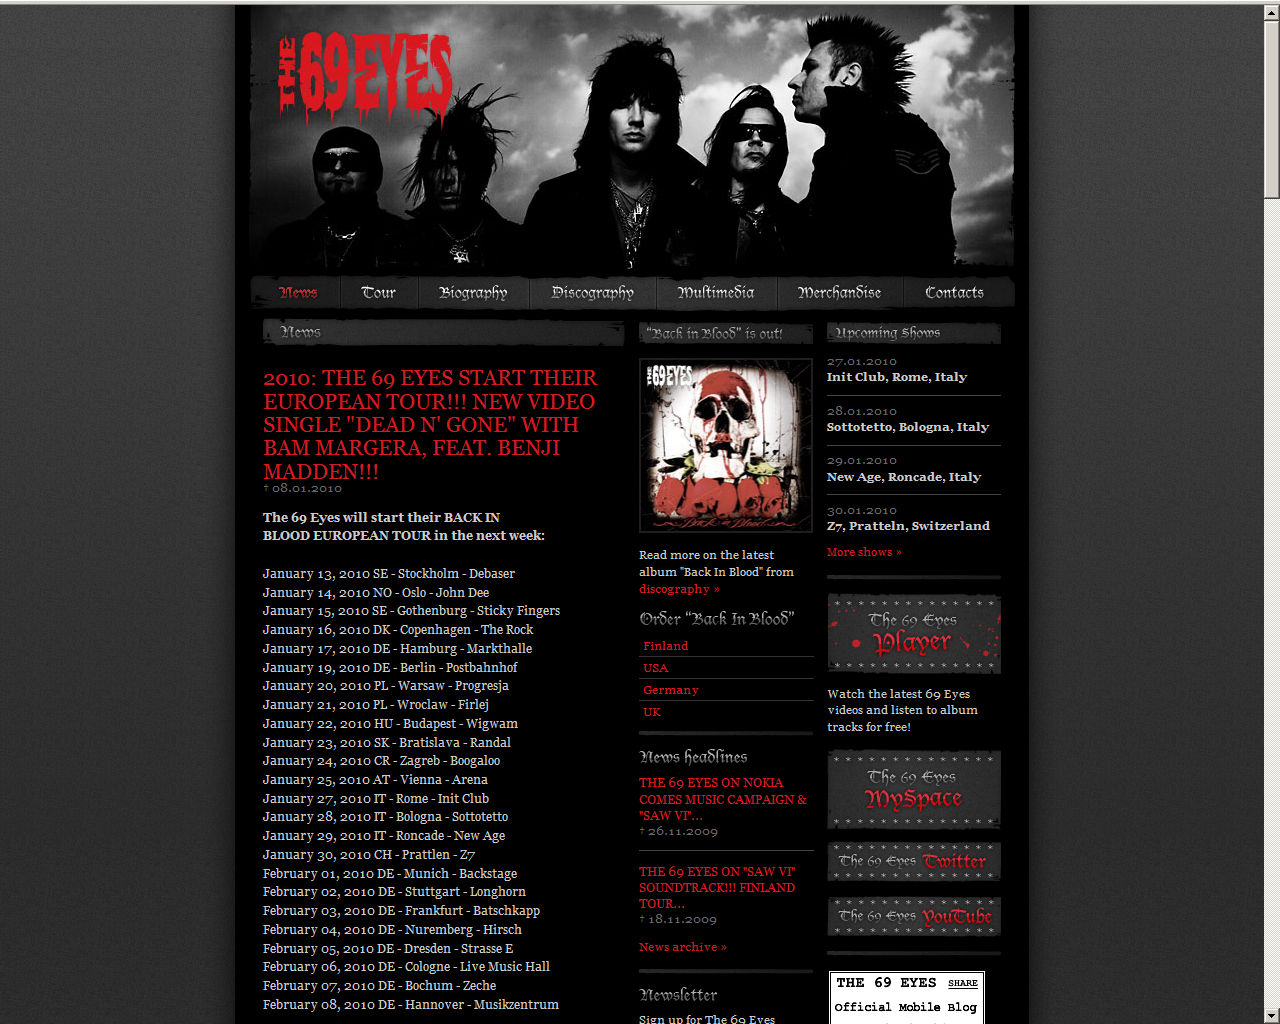 THE 69 EYES
News
Tour
Biography
Discography
Multimedia
Merchandise
Contacts
News
2010: THE 69 EYES START THEIR
EUROPEAN TOUR!!! NEW VIDEO
SINGLE "DEAD N' GONE" WITH
BAM MARGERA, FEAT. BENJI
MADDEN!!!
† 08.01.2010
The 69 Eyes will start their BACK IN
BLOOD EUROPEAN TOUR in the next week:
January 13, 2010 SE - Stockholm - Debaser
January 14, 2010 NO - Oslo - John Dee
January 15, 2010 SE - Gothenburg - Sticky Fingers
January 16, 2010 DK - Copenhagen - The Rock
January 17, 2010 DE - Hamburg - Markthalle
January 19, 2010 DE - Berlin - Postbahnhof
January 20, 2010 PL - Warsaw - Progresja
January 21, 2010 PL - Wroclaw - Firlej
January 22, 2010 HU - Budapest - Wigwam
January 23, 2010 SK - Bratislava - Randal
January 24, 2010 CR - Zagreb - Boogaloo
January 25, 2010 AT - Vienna - Arena
January 27, 2010 IT - Rome - Init Club
January 28, 2010 IT - Bologna - Sottotetto
January 29, 2010 IT - Roncade - New Age
January 30, 2010 CH - Prattlen - Z7
February 01, 2010 DE - Munich - Backstage
February 02, 2010 DE - Stuttgart - Longhorn
February 03, 2010 DE - Frankfurt - Batschkapp
February 04, 2010 DE - Nuremberg - Hirsch
February 05, 2010 DE - Dresden - Strasse E
February 06, 2010 DE - Cologne - Live Music Hall
February 07, 2010 DE - Bochum - Zeche
February 08, 2010 DE - Hannover - Musikzentrum
"Back in Blood" is out!
THE 69 EYES
Back in Blood
Read more on the latest
album "Back In Blood" from
discography »
Order "Back In Blood"
Finland
USA
Germany
UK
News headlines
THE 69 EYES ON NOKIA
COMES MUSIC CAMPAIGN &
"SAW VI"...
† 26.11.2009
THE 69 EYES ON "SAW VI"
SOUNDTRACK!!! FINLAND
TOUR...
† 18.11.2009
News archive »
Newsletter
Sign up for The 69 Eyes
Upcoming Shows
27.01.2010
Init Club, Rome, Italy
28.01.2010
Sottotetto, Bologna, Italy
29.01.2010
New Age, Roncade, Italy
30.01.2010
Z7, Pratteln, Switzerland
More shows »
The 69 Eyes
Player
Watch the latest 69 Eyes
videos and listen to album
tracks for free!
The 69 Eyes
MySpace
The 69 Eyes Twitter
The 69 Eyes YouTube
THE 69 EYES SHARE
Official Mobile Blog